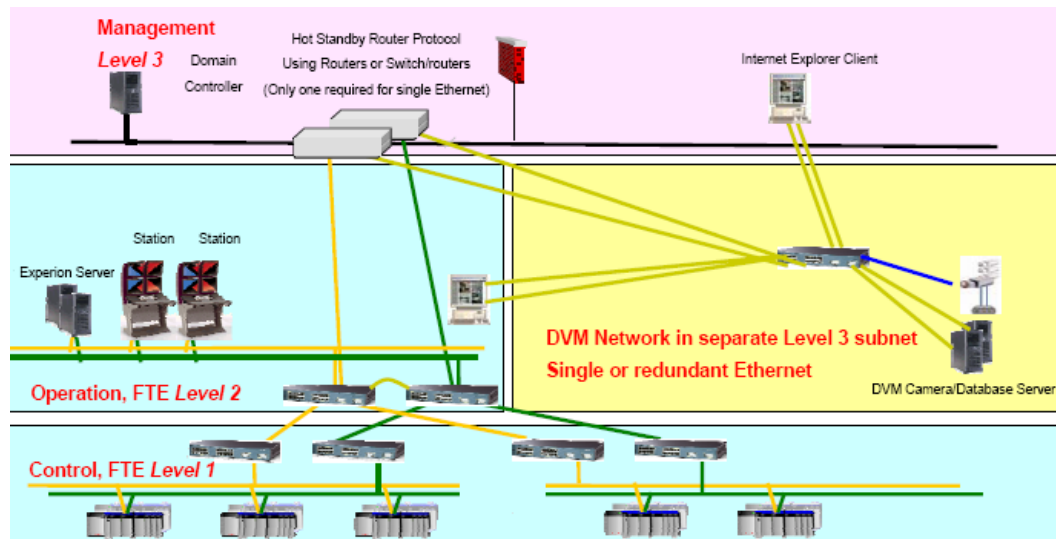 Management
Level 3
Domain
Controller
Hot Standby Router Protocol
Using Routers or Switch/routers
(Only one required for single Ethernet)
Internet Explorer Client
Station
Station
Experion Server
DVM Network in separate Level 3 subnet
Single or redundant Ethernet
DVM Camera/Database Server
Operation, FTE Level 2
Control, FTE Level 1